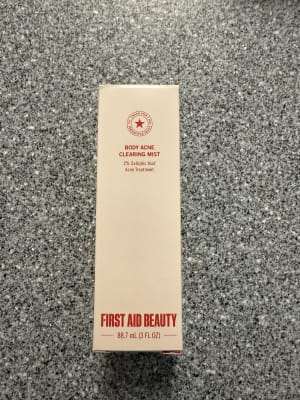 BODY ACNE
CLEARING MIST
2% Salicylic Acid
Acne Treatment
FIRST AID BEAUTY
88.7 mL (3 FL OZ)